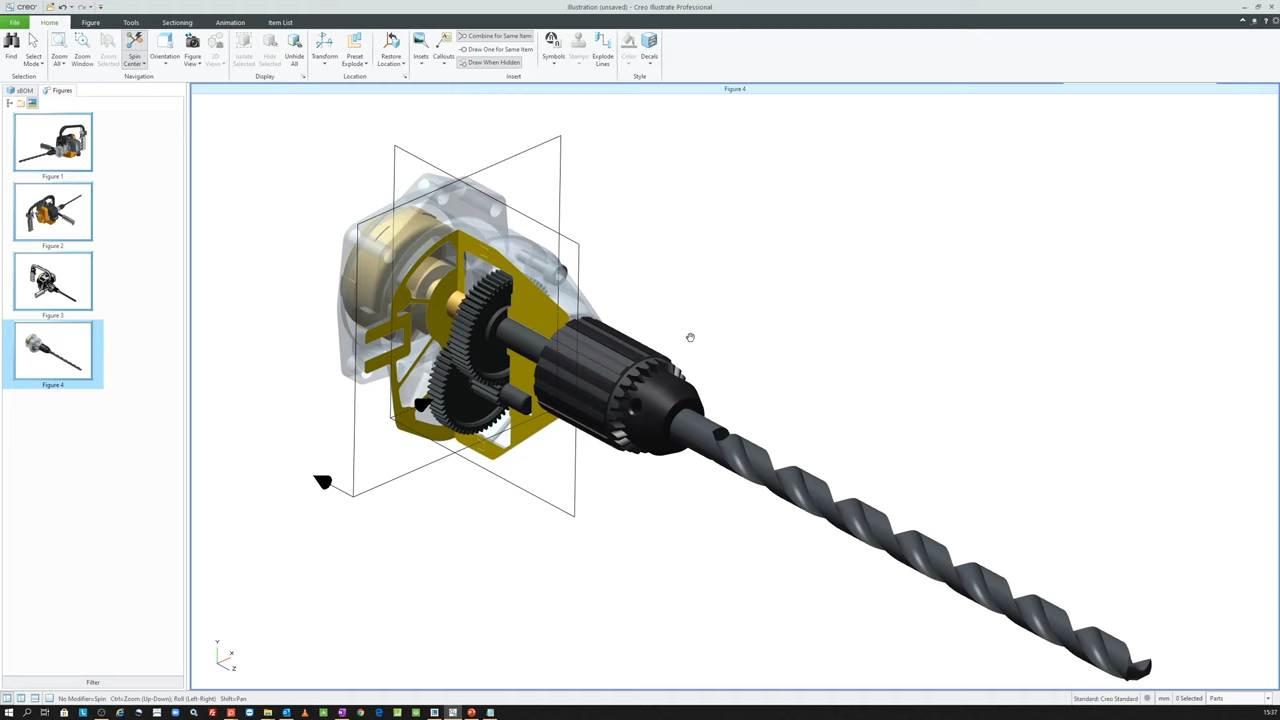 creo
Illustration (unsaved) - Creo Illustrate Professional
File Home Figure Tools Sectioning Animation Item List
Find
Select Mode
Selection
Zoom All
Zoom Window
Zoom Selected
Spin Center
Orientation
Figure View
2D Views
Navigation
Isolate Selected
Hide Selected
Unhide All
Display
Transform
Preset Explode
Restore Location
Location
Insets
Callouts
Combine for Same Item
Draw One for Same Item
Draw When Hidden
Symbols
Stamps
Explode Lines
Insert
Color
Decals
Style
sBOM Figures
Figure 4
Figure 1
Figure 2
Figure 3
Figure 4
Y
X
Z
Filter
No Modifier=Spin Ctrl=Zoom (Up-Down); Roll (Left-Right) Shift=Pan
Standard: Creo Standard mm 0 Selected Parts
15:37